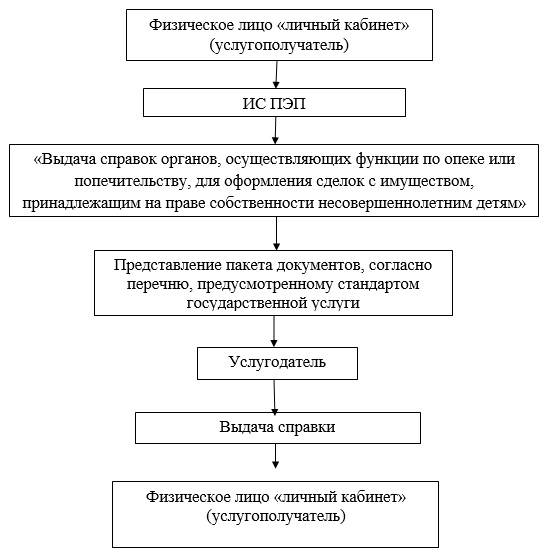 Физическое лицо «личный кабинет»
(услугополучатель)
ИС ПЭП
«Выдача справок органов, осуществляющих функции по опеке или
попечительству, для оформления сделок с имуществом,
принадлежащим на праве собственности несовершеннолетним детям»
Представление пакета документов, согласно
перечню, предусмотренному стандартом
государственной услуги
Услугодатель
Выдача справки
Физическое лицо «личный кабинет»
(услугополучатель)